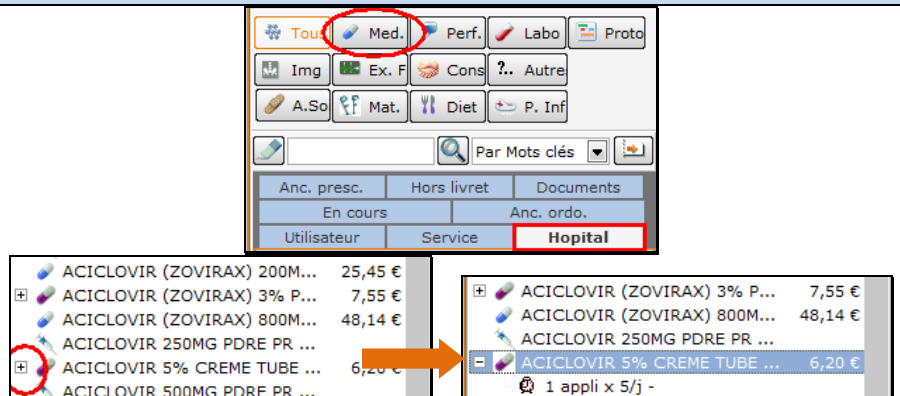 Tous Med. Perf. Labo Proto
Img Ex. F Cons ?.. Autre
A.So Mat. Diet P. Inf
Par Mots clés
Anc. presc. Hors livret Documents
En cours Anc. ordo.
Utilisateur Service Hopital
ACICLOVIR (ZOVIRAX) 200M... 25,45 €
ACICLOVIR (ZOVIRAX) 3% P... 7,55 €
ACICLOVIR (ZOVIRAX) 800M... 48,14 €
ACICLOVIR 250MG PDRE PR ...
ACICLOVIR 5% CREME TUBE ... 6,20 €
ACICLOVIR 500MG PDRE PR ...
ACICLOVIR (ZOVIRAX) 3% P... 7,55 €
ACICLOVIR (ZOVIRAX) 800M... 48,14 €
ACICLOVIR 250MG PDRE PR ...
ACICLOVIR 5% CREME TUBE ... 6,20 €
1 appli x 5/j -